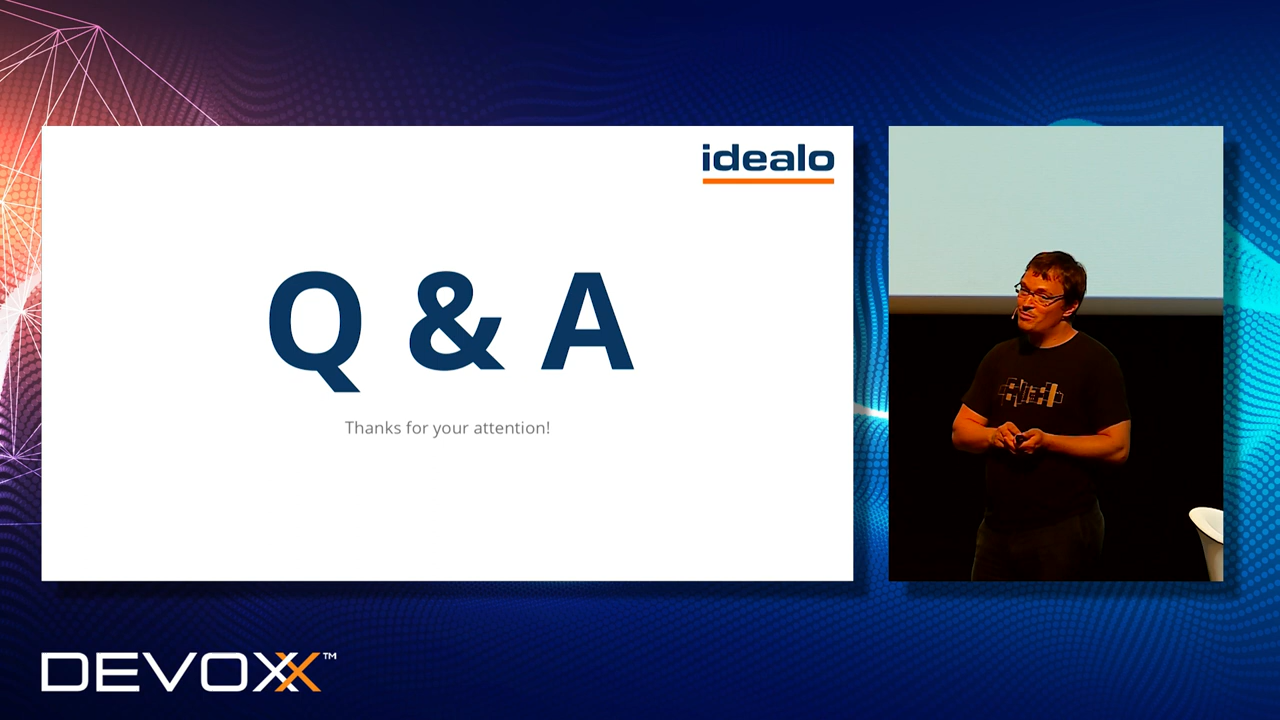 idealo
Q & A
Thanks for your attention!
DEVOXX™